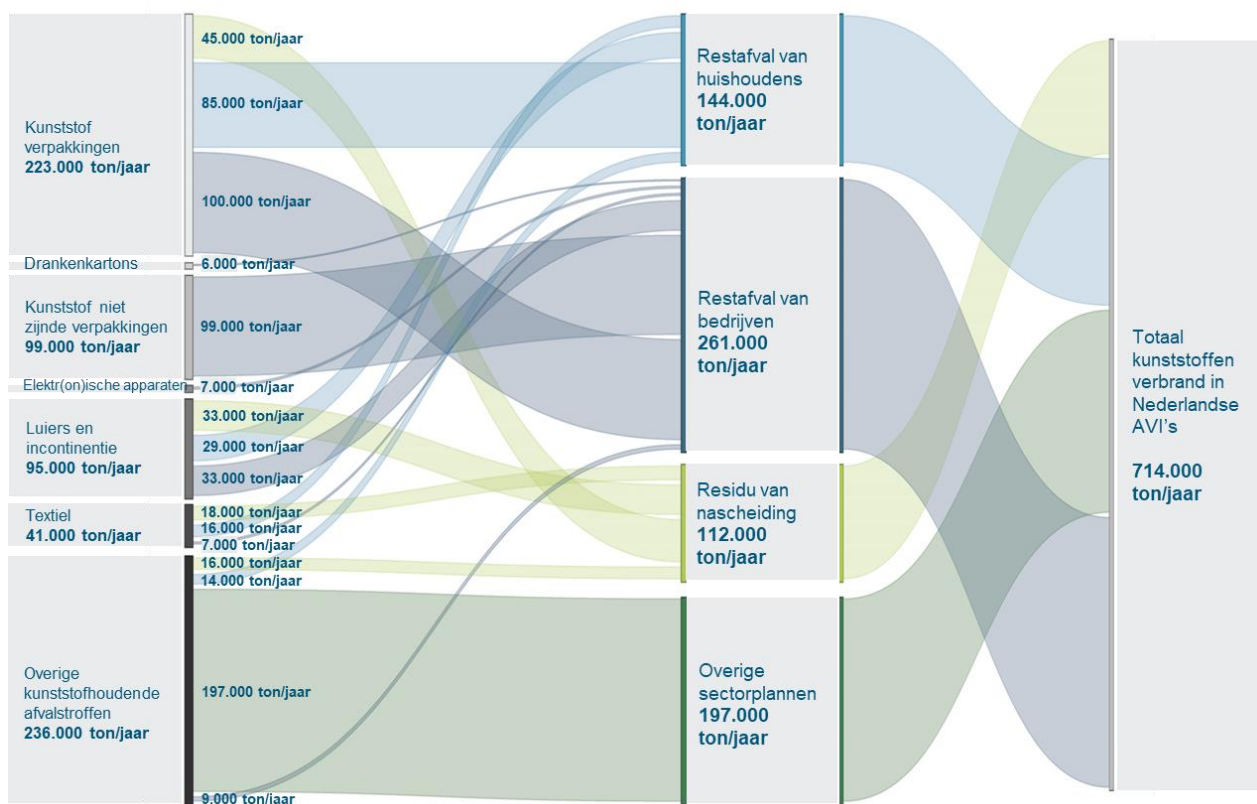 Kunststof
verpakkingen
223.000 ton/jaar
Drankenkartons
Kunststof niet
zijnde verpakkingen
99.000 ton/jaar
Elektr(on)ische apparaten
Luiers en
incontinentie
95.000 ton/jaar
Textiel
41.000 ton/jaar
Overige
kunststofhoudende
afvalstroffen
236.000 ton/jaar
45.000 ton/jaar
85.000 ton/jaar
100.000 ton/jaar
6.000 ton/jaar
99.000 ton/jaar
7.000 ton/jaar
33.000 ton/jaar
29.000 ton/jaar
33.000 ton/jaar
18.000 ton/jaar
16.000 ton/jaar
7.000 ton/jaar
16.000 ton/jaar
14.000 ton/jaar
197.000 ton/jaar
9.000 ton/jaar
Restafval van
huishoudens
144.000
ton/jaar
Restafval van
bedrijven
261.000
ton/jaar
Residu van
nascheiding
112.000
ton/jaar
Overige
sectorplannen
197.000
ton/jaar
Totaal
kunststoffen
verbrand in
Nederlandse
AVI's
714.000
ton/jaar